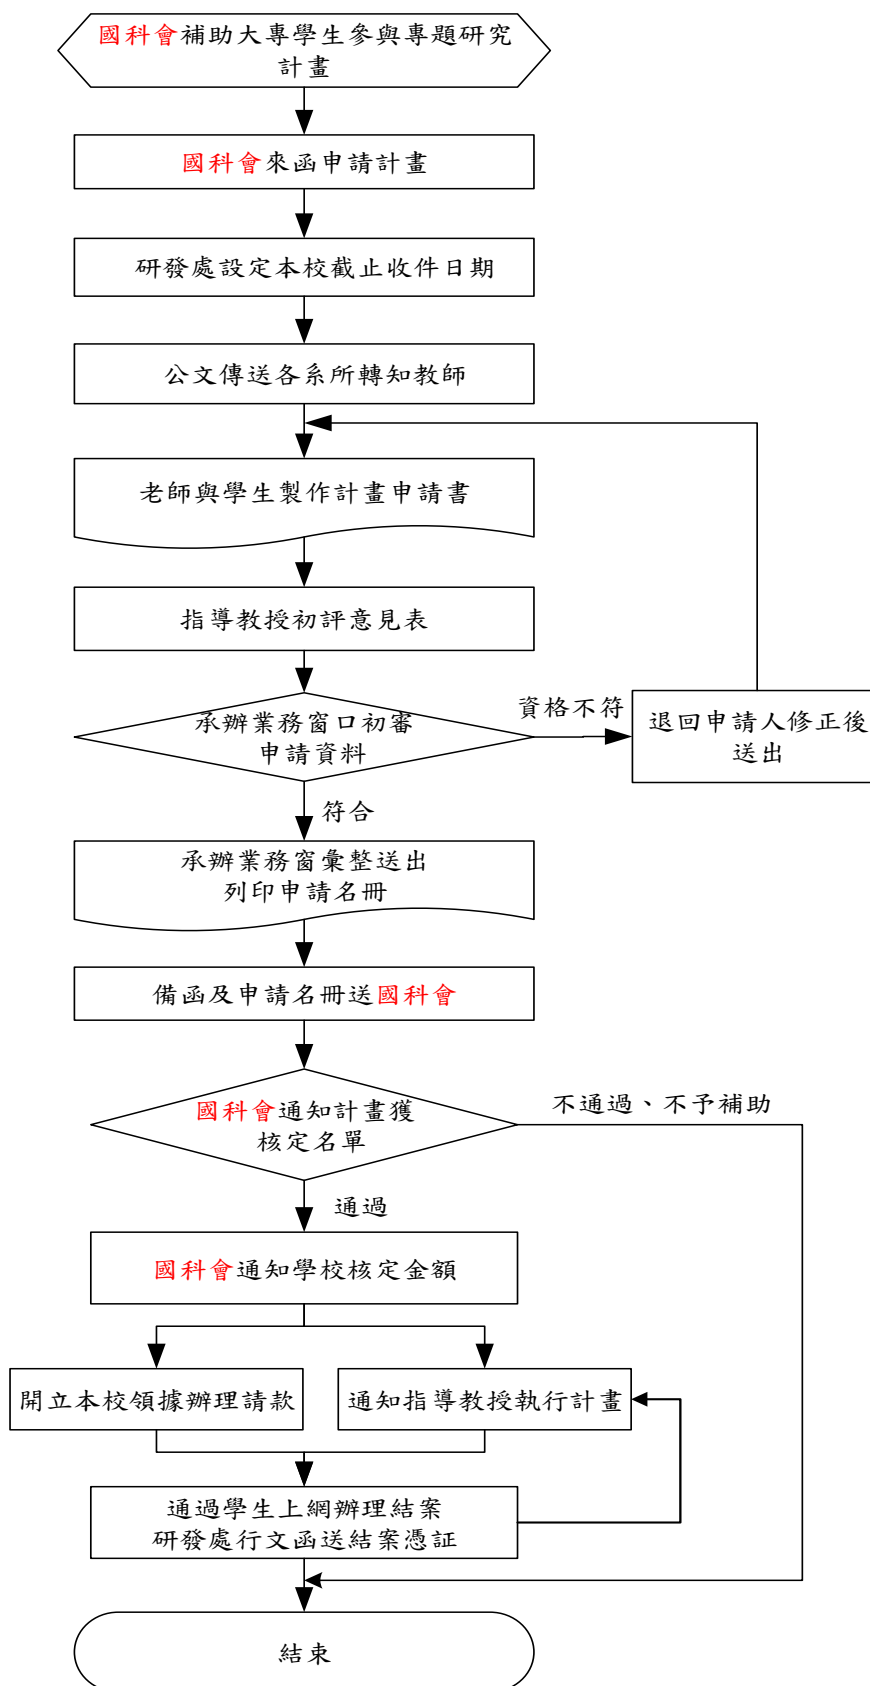 國科會補助大專學生參與專題研究
計畫
國科會來函申請計畫
研發處設定本校截止收件日期
公文傳送各系所轉知教師
老師與學生製作計畫申請書
指導教授初評意見表
承辦業務窗口初審
申請資料
資格不符
退回申請人修正後
送出
符合
承辦業務窗彙整送出
列印申請名冊
備函及申請名冊送國科會
國科會通知計畫獲
核定名單
不通過、不予補助
通過
國科會通知學校核定金額
開立本校領據辦理請款
通知指導教授執行計畫
通過學生上網辦理結案
研發處行文函送結案憑証
結束